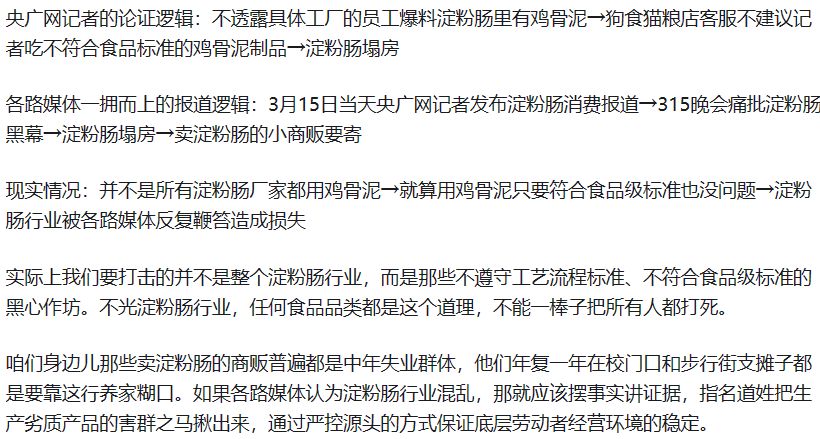 央广网记者的论证逻辑：不透露具体工厂的员工爆料淀粉肠里有鸡骨泥→狗食猫粮店客服不建议记
者吃不符合食品标准的鸡骨泥制品→淀粉肠塌房
各路媒体一拥而上的报道逻辑：3月15日当天央广网记者发布淀粉肠消费报道→315晚会痛批淀粉肠
黑幕→淀粉肠塌房→卖淀粉肠的小商贩要寄
现实情况：并不是所有淀粉肠厂家都用鸡骨泥→就算用鸡骨泥只要符合食品级标准也没问题→淀粉
肠行业被各路媒体反复鞭笞造成损失
实际上我们要打击的并不是整个淀粉肠行业，而是那些不遵守工艺流程标准、不符合食品级标准的
黑心作坊。不光淀粉肠行业，任何食品品类都是这个道理，不能一棒子把所有人都打死。
咱们身边儿那些卖淀粉肠的商贩普遍都是中年失业群体，他们年复一年在校门口和步行街支摊子都
是要靠这行养家糊口。如果各路媒体认为淀粉肠行业混乱，那就应该摆事实讲证据，指名道姓把生
产劣质产品的害群之马揪出来，通过严控源头的方式保证底层劳动者经营环境的稳定。